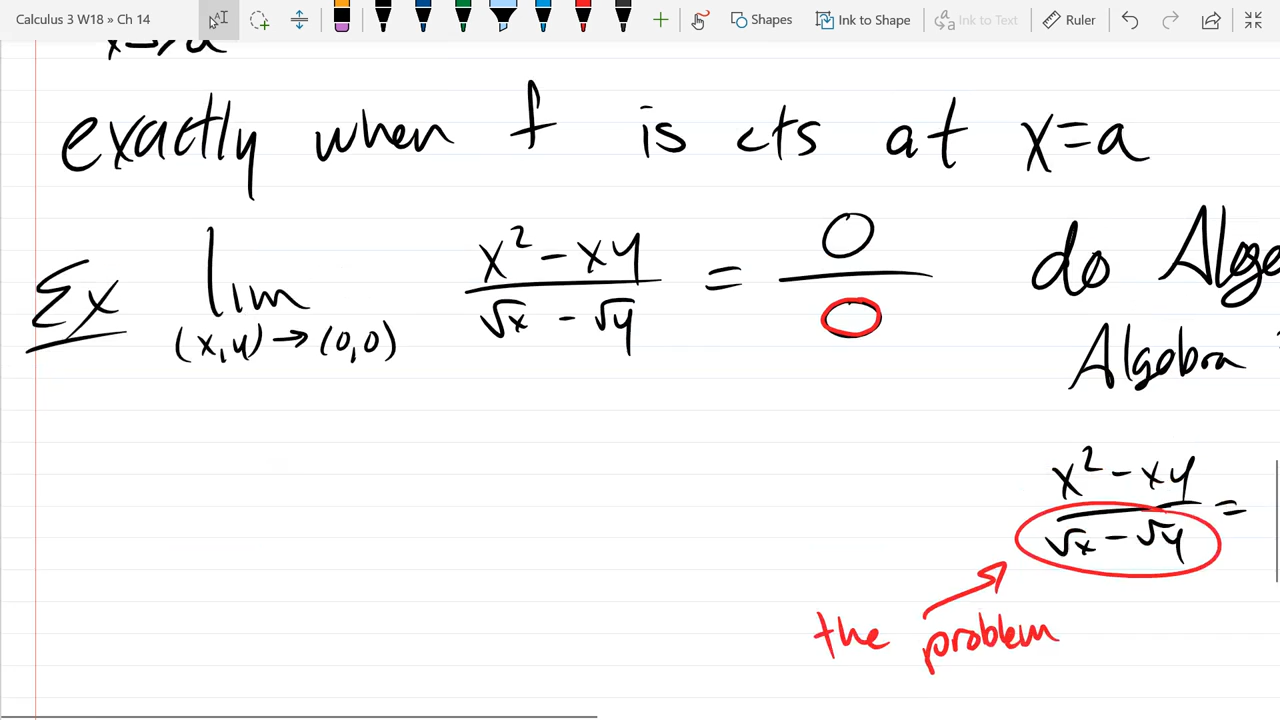 Calculus 3 W18 » Ch 14
Shapes Ink to Shape Ink to Text Ruler
x→a
exactly when f is cts at x=a
Ex lim (x,y)→(0,0) x²-xy / √x-√y = 0/0 do Alge
Algebra
x²-xy / √x-√y =
the problem